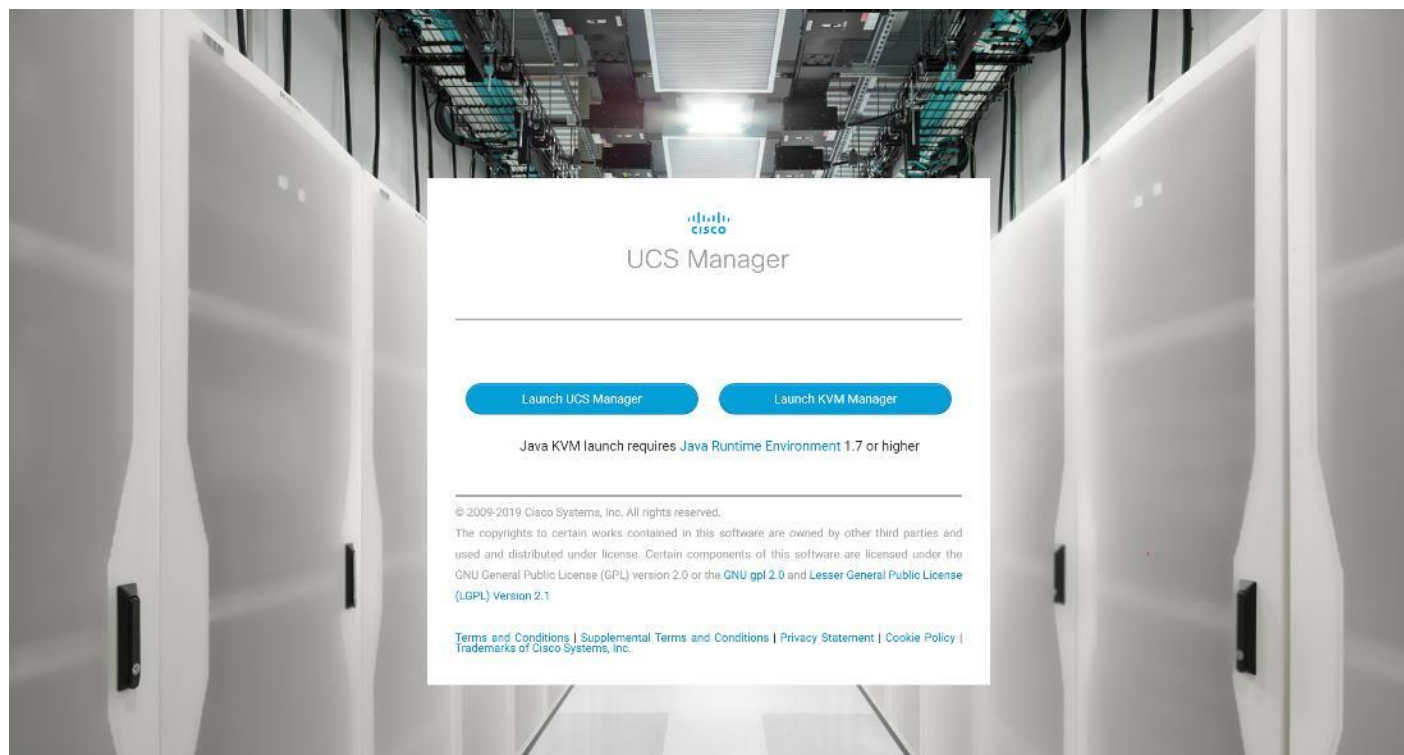 CISCO
UCS Manager
Launch UCS Manager
Launch KVM Manager
Java KVM launch requires Java Runtime Environment 1.7 or higher
© 2009-2019 Cisco Systems, Inc. All rights reserved.
The copyrights to certain works contained in this software are owned by other third parties and
used and distributed under license. Certain components of this software are licensed under the
GNU General Public License (GPL) version 2.0 or the GNU gpl 2.0 and Lesser General Public License
(LGPL) Version 2.1
Terms and Conditions | Supplemental Terms and Conditions | Privacy Statement | Cookie Policy |
Trademarks of Cisco Systems, Inc.